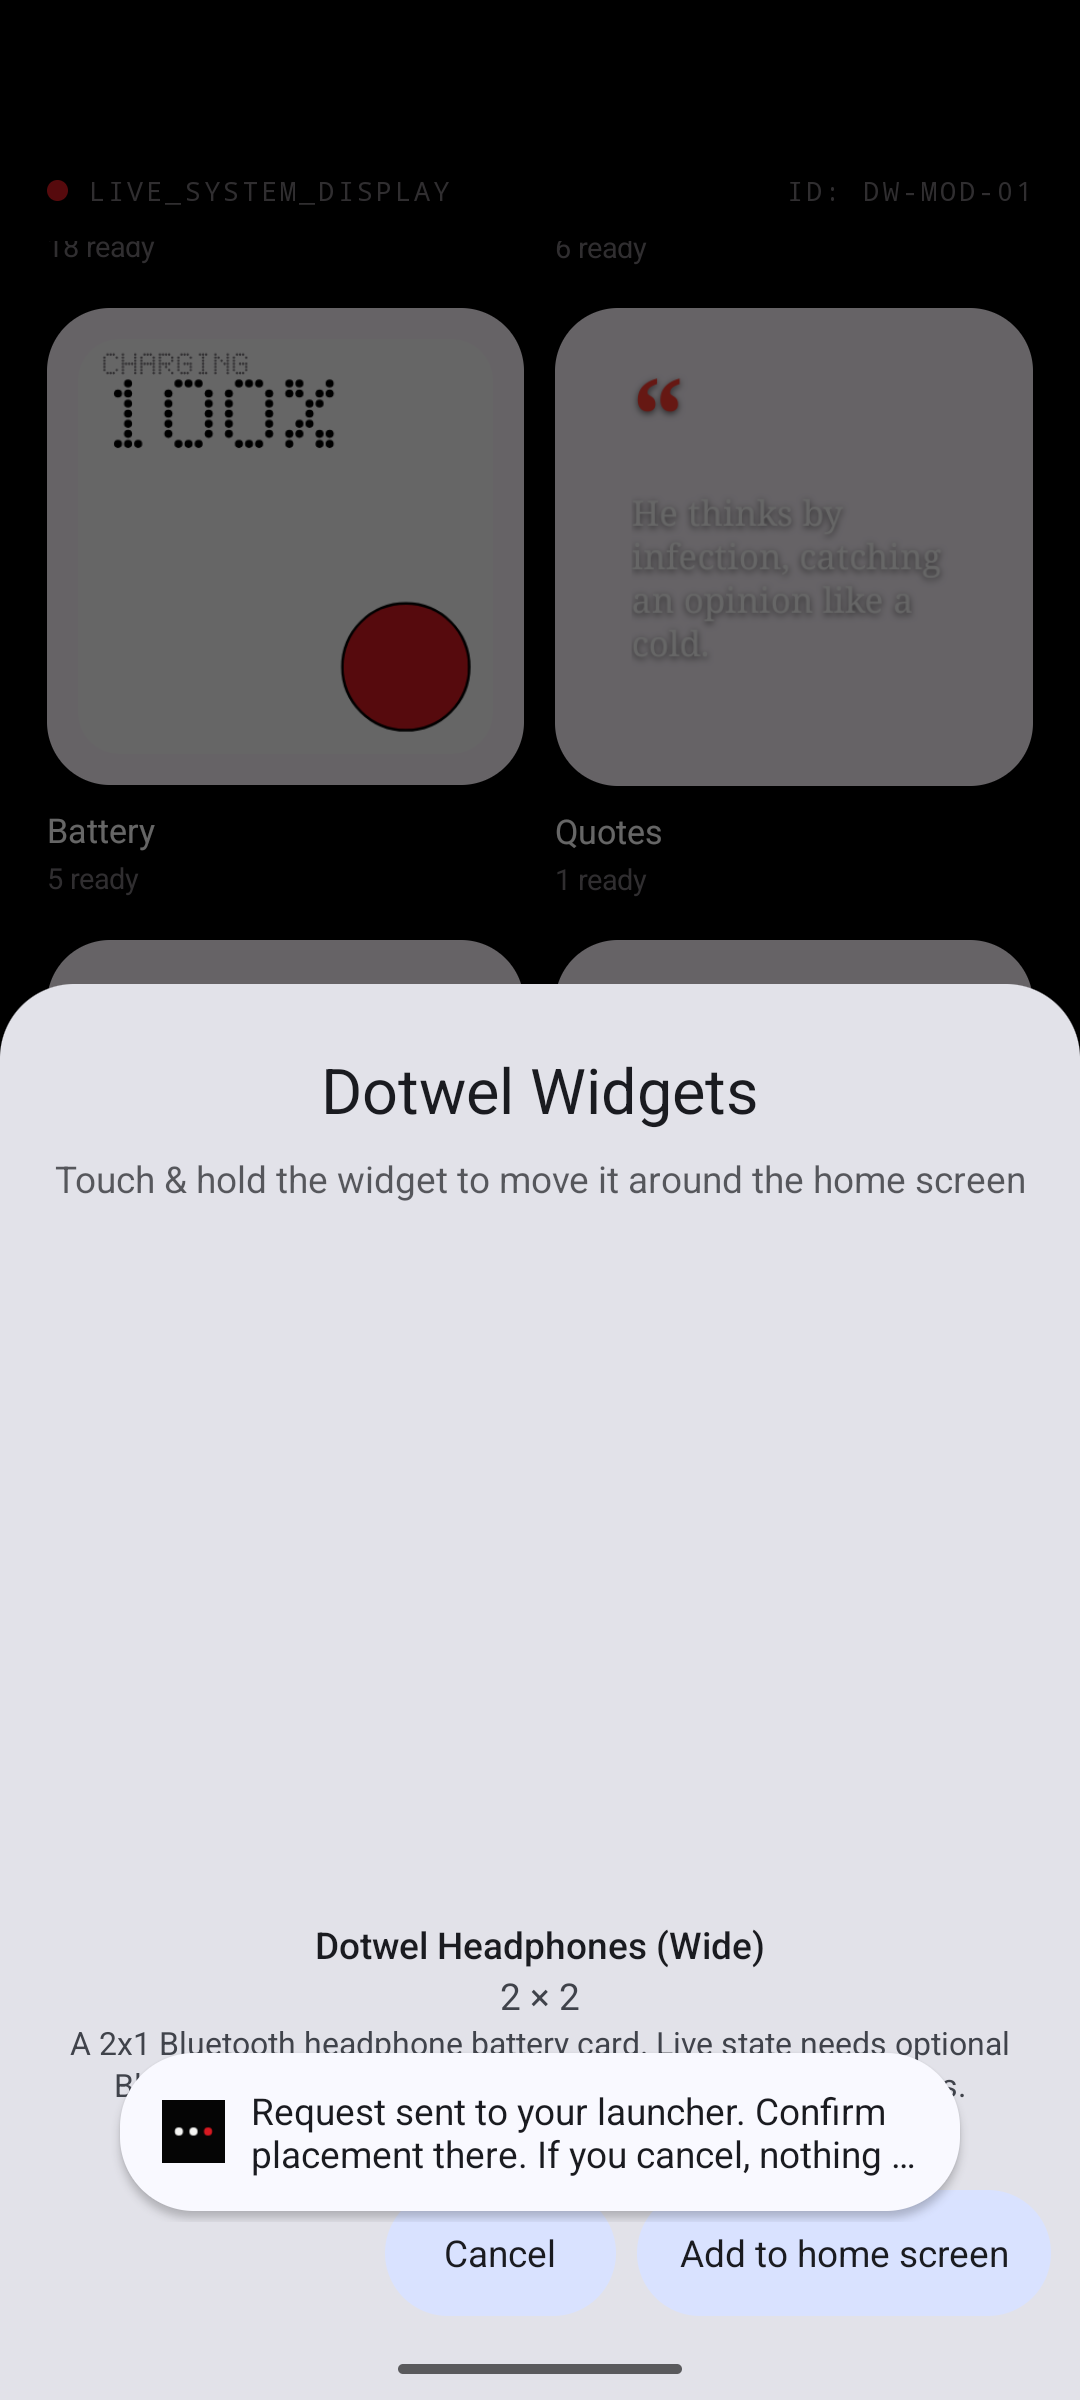 LIVE_SYSTEM_DISPLAY
ID: DW-MOD-01
18 ready
6 ready
CHARGING
100%
“
He thinks by
infection, catching
an opinion like a
cold.
Battery
5 ready
Quotes
1 ready
Dotwel Widgets
Touch & hold the widget to move it around the home screen
Dotwel Headphones (Wide)
2 × 2
A 2x1 Bluetooth headphone battery card. Live state needs optional
Request sent to your launcher. Confirm
placement there. If you cancel, nothing ...
Cancel
Add to home screen